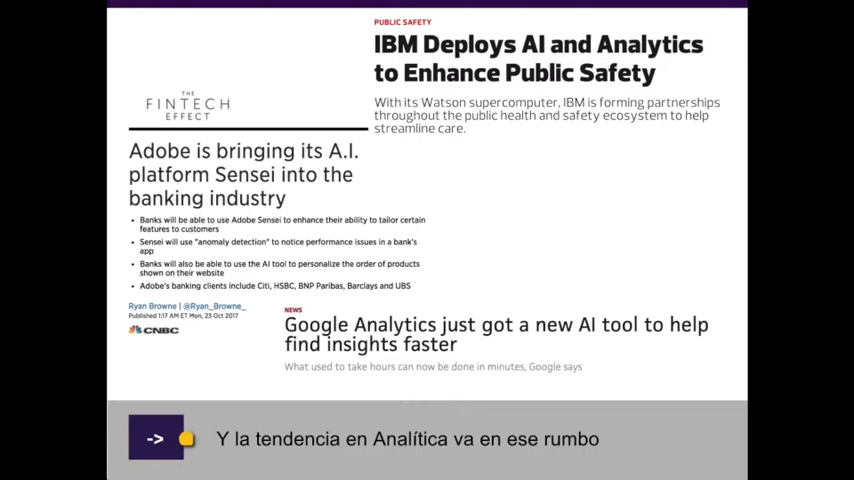 PUBLIC SAFETY
IBM Deploys AI and Analytics
to Enhance Public Safety
With its Watson supercomputer, IBM is forming partnerships
throughout the public health and safety ecosystem to help
streamline care.
THE
FINTECH
EFFECT
Adobe is bringing its A.I.
platform Sensei into the
banking industry
• Banks will be able to use Adobe Sensei to enhance their ability to tailor certain
features to customers
• Sensei will use "anomaly detection" to notice performance issues in a bank's
app
• Banks will also be able to use the AI tool to personalize the order of products
shown on their website
• Adobe's banking clients include Citi, HSBC, BNP Paribas, Barclays and UBS
Ryan Browne | @Ryan_Browne_
Published 1:17 AM ET Mon, 23 Oct 2017
CNBC
NEWS
Google Analytics just got a new AI tool to help
find insights faster
What used to take hours can now be done in minutes, Google says
-> Y la tendencia en Analítica va en ese rumbo